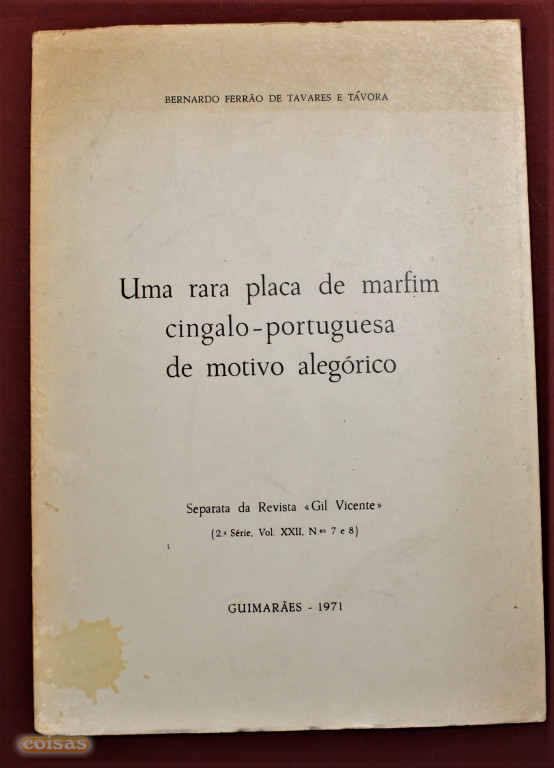 BERNARDO FERRÃO DE TAVARES E TÁVORA
Uma rara placa de marfim
cingalo-portuguesa
de motivo alegórico
Separata da Revista «Gil Vicente»
(2.ª Série, Vol. XXII, N.os 7 e 8)
GUIMARÃES - 1971
coisas